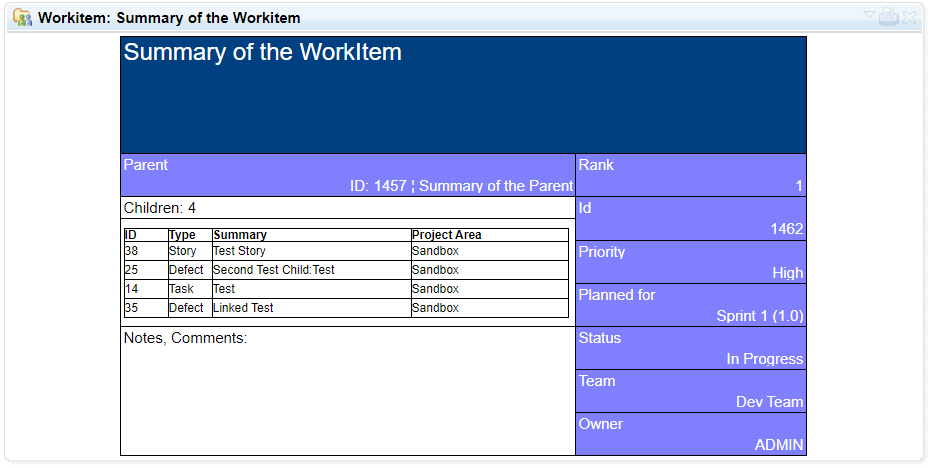 Workitem: Summary of the Workitem
Summary of the WorkItem
Parent
ID: 1457 ¦ Summary of the Parent
Children: 4
ID Type Summary Project Area
38 Story Test Story Sandbox
25 Defect Second Test Child:Test Sandbox
14 Task Test Sandbox
35 Defect Linked Test Sandbox
Notes, Comments:
Rank
1
Id
1462
Priority
High
Planned for
Sprint 1 (1.0)
Status
In Progress
Team
Dev Team
Owner
ADMIN